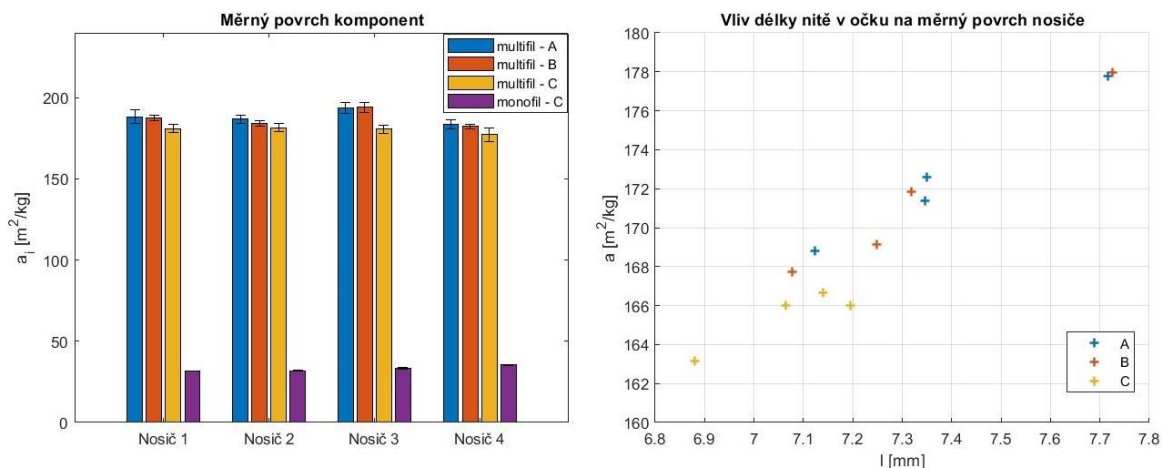 Měrný povrch komponent
multifil - A
multifil - B
multifil - C
monofil - C
200
150
100
50
0
a_i [m²/kg]
Nosič 1
Nosič 2
Nosič 3
Nosič 4
Vliv délky nitě v očku na měrný povrch nosiče
180
178
176
174
172
170
168
166
164
162
160
a [m²/kg]
A
B
C
6.8
6.9
7
7.1
7.2
7.3
7.4
7.5
7.6
7.7
7.8
l [mm]